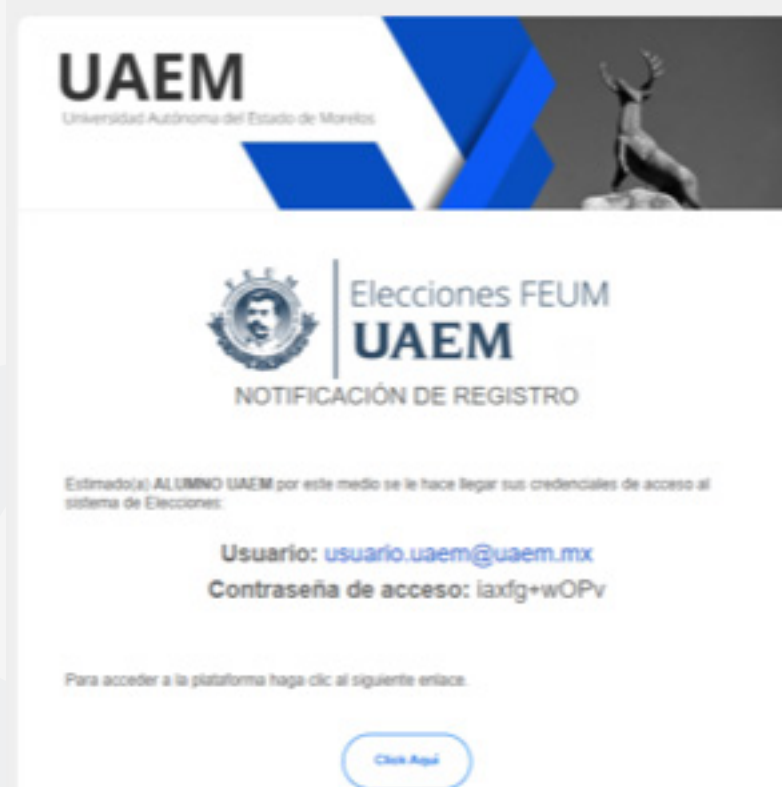 UAEM
Universidad Autónoma del Estado de Morelos
FEUM
Elecciones FEUM
UAEM
NOTIFICACIÓN DE REGISTRO
Estimado(a) ALUMNO UAEM por este medio se le hace llegar sus credenciales de acceso al
sistema de Elecciones:
Usuario: usuario.uaem@uaem.mx
Contraseña de acceso: iaxfg+wOPv
Para acceder a la plataforma haga clic al siguiente enlace.
Click Aquí